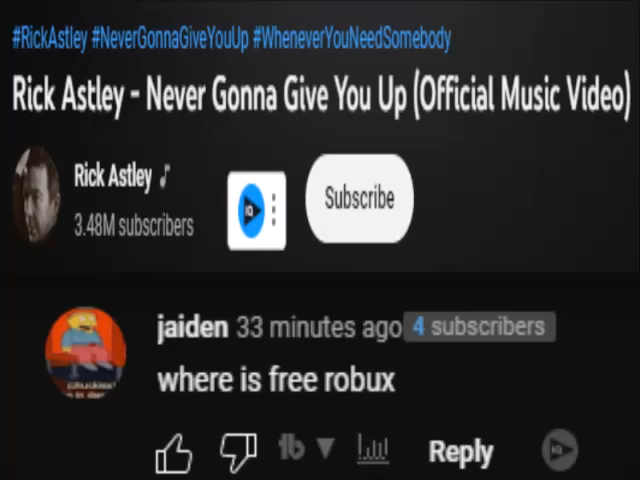 #RickAstley #NeverGonnaGiveYouUp #WheneverYouNeedSomebody
Rick Astley - Never Gonna Give You Up (Official Music Video)
Rick Astley ♪
3.48M subscribers
Subscribe
jaiden 33 minutes ago 4 subscribers
where is free robux
Reply